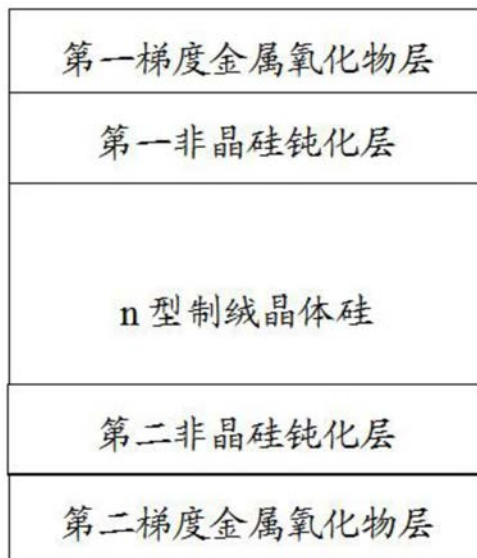 第一梯度金属氧化物层
第一非晶硅钝化层
n 型制绒晶体硅
第二非晶硅钝化层
第二梯度金属氧化物层